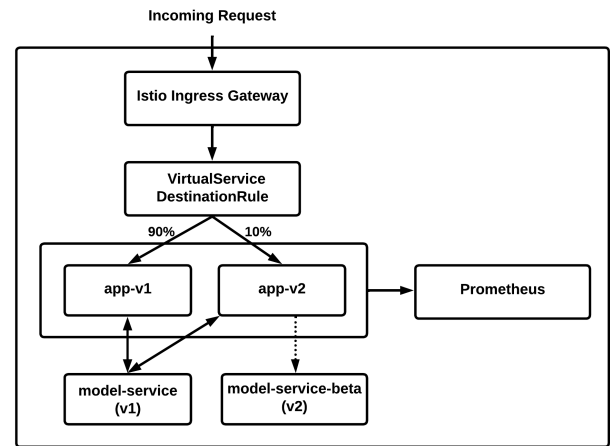 Incoming Request
Istio Ingress Gateway
VirtualService
DestinationRule
90%
10%
app-v1
app-v2
Prometheus
model-service
(v1)
model-service-beta
(v2)